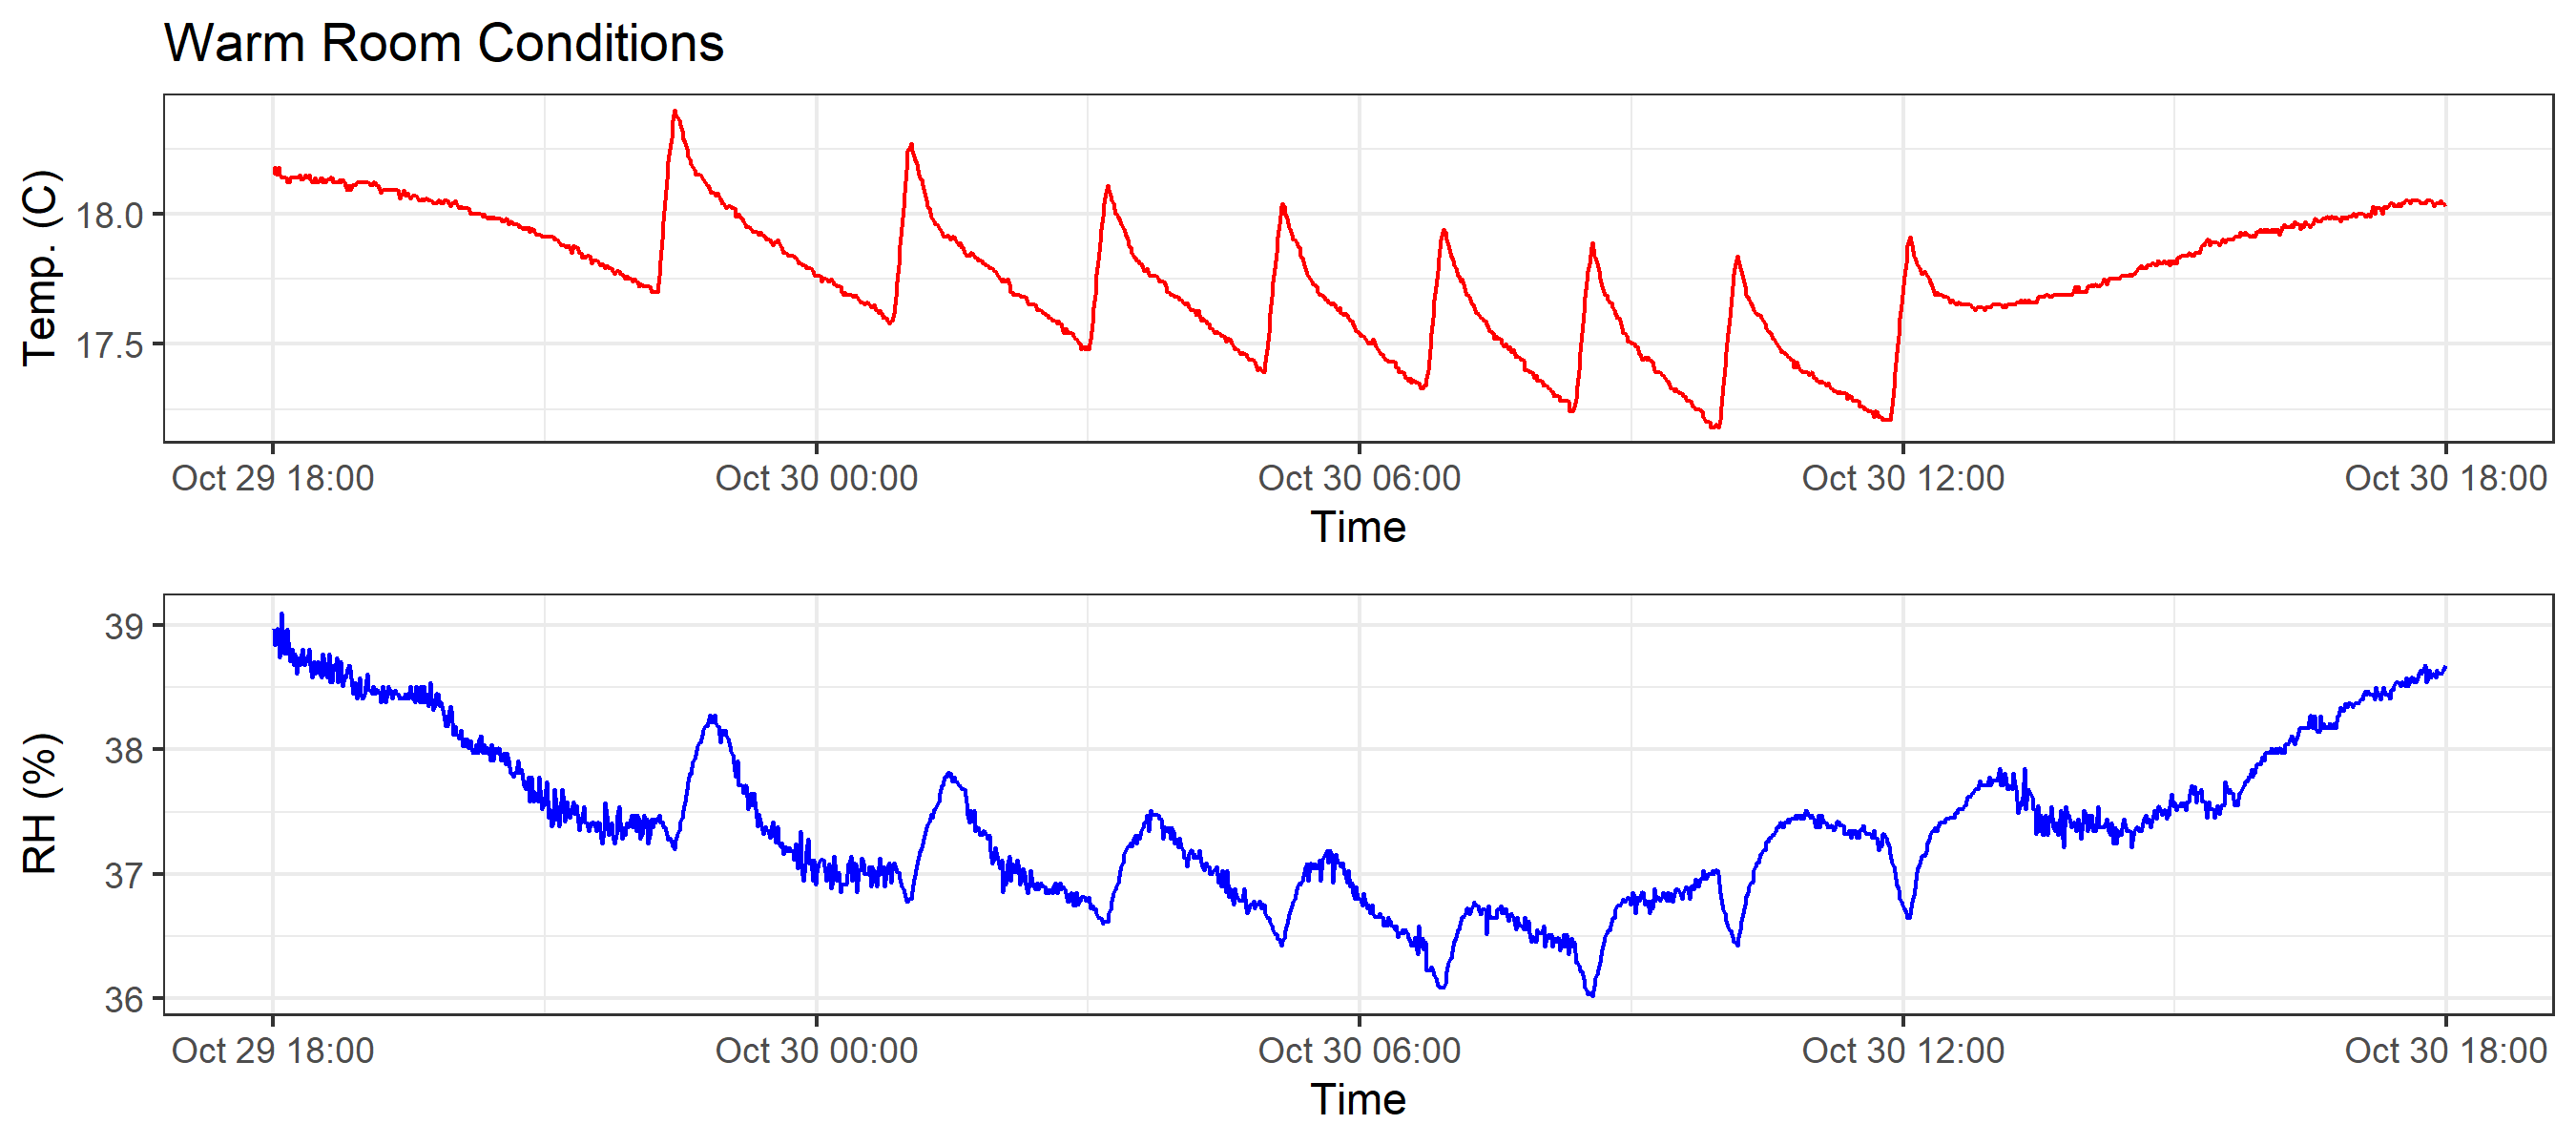 Warm Room Conditions
Temp. (C)
18.0
17.5
Oct 29 18:00 Oct 30 00:00 Oct 30 06:00 Oct 30 12:00 Oct 30 18:00
Time
RH (%)
39
38
37
36
Oct 29 18:00 Oct 30 00:00 Oct 30 06:00 Oct 30 12:00 Oct 30 18:00
Time